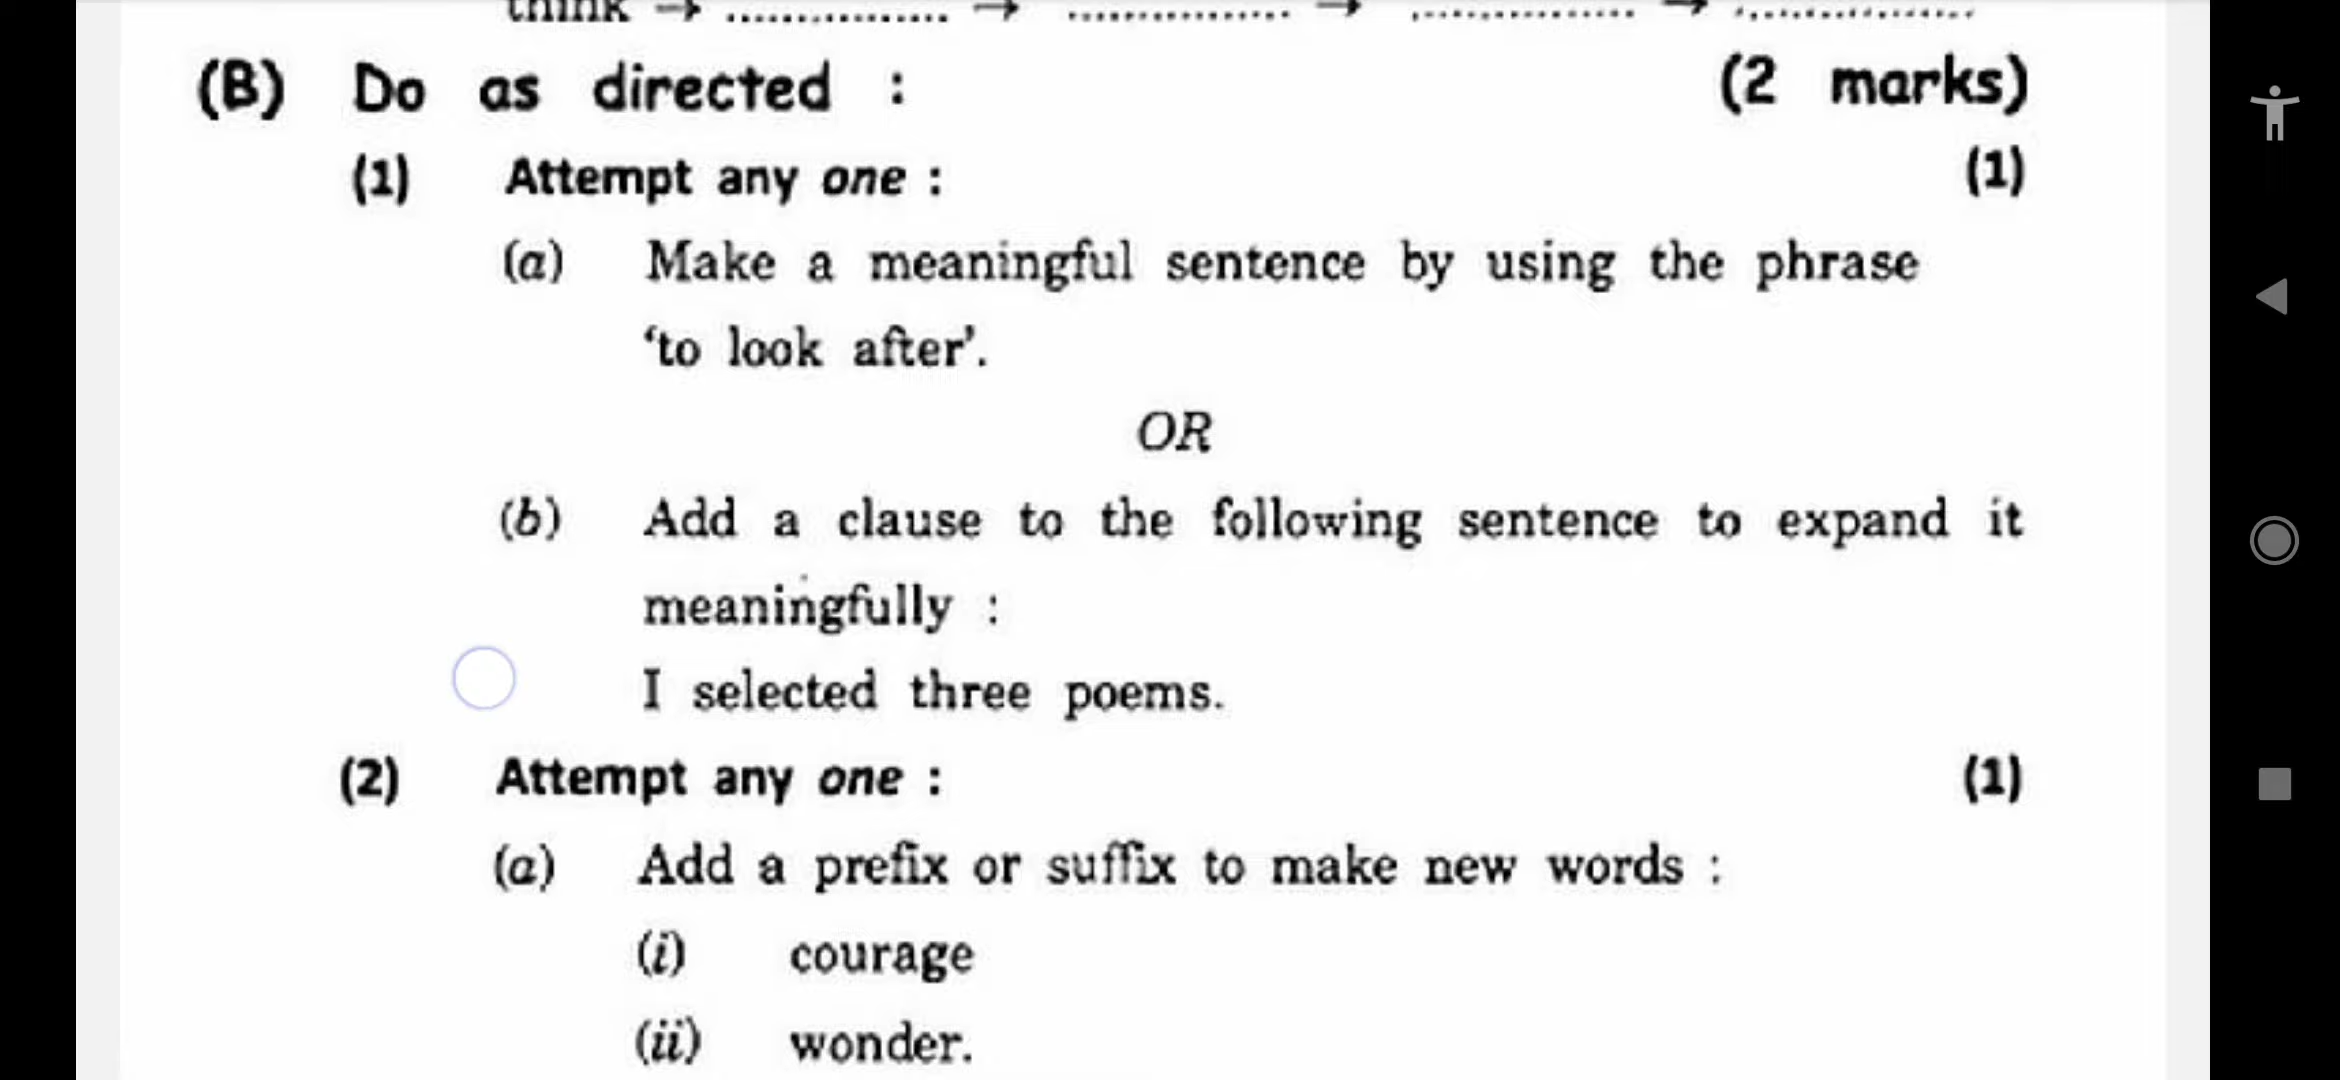 think → ................ → ................ → ................ → ................
(B) Do as directed : (2 marks)
(1) Attempt any one : (1)
(a) Make a meaningful sentence by using the phrase
‘to look after’.
OR
(b) Add a clause to the following sentence to expand it
meaningfully :
I selected three poems.
(2) Attempt any one : (1)
(a) Add a prefix or suffix to make new words :
(i) courage
(ii) wonder.